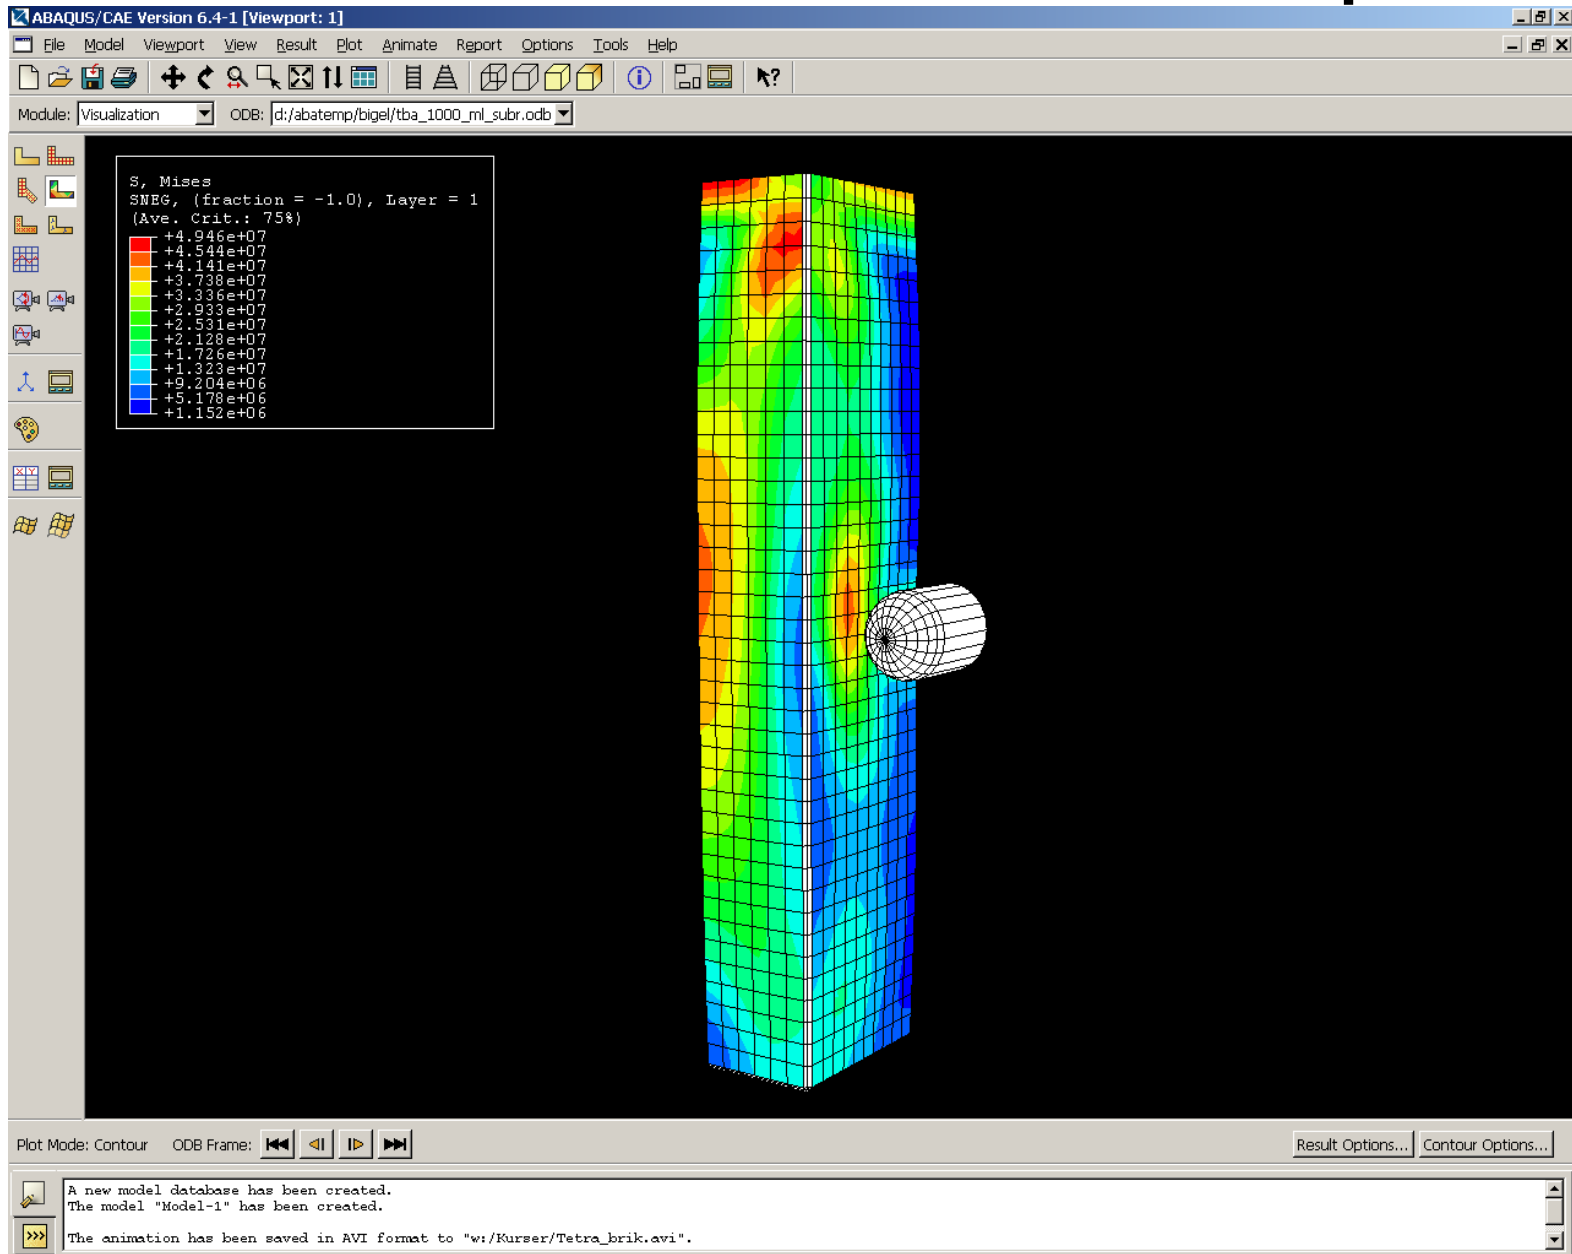 ABAQUS/CAE Version 6.4-1 [Viewport: 1]
File Model Viewport View Result Plot Animate Report Options Tools Help
Module: Visualization ODB: d:/abatemp/bigel/tba_1000_ml_subr.odb
S, Mises
SNEG, (fraction = -1.0), Layer = 1
(Ave. Crit.: 75%)
+4.946e+07
+4.544e+07
+4.141e+07
+3.738e+07
+3.336e+07
+2.933e+07
+2.531e+07
+2.128e+07
+1.726e+07
+1.323e+07
+9.204e+06
+5.178e+06
+1.152e+06
Plot Mode: Contour ODB Frame: Result Options... Contour Options...
A new model database has been created.
The model "Model-1" has been created.
The animation has been saved in AVI format to "w:/Kurser/Tetra_brik.avi".